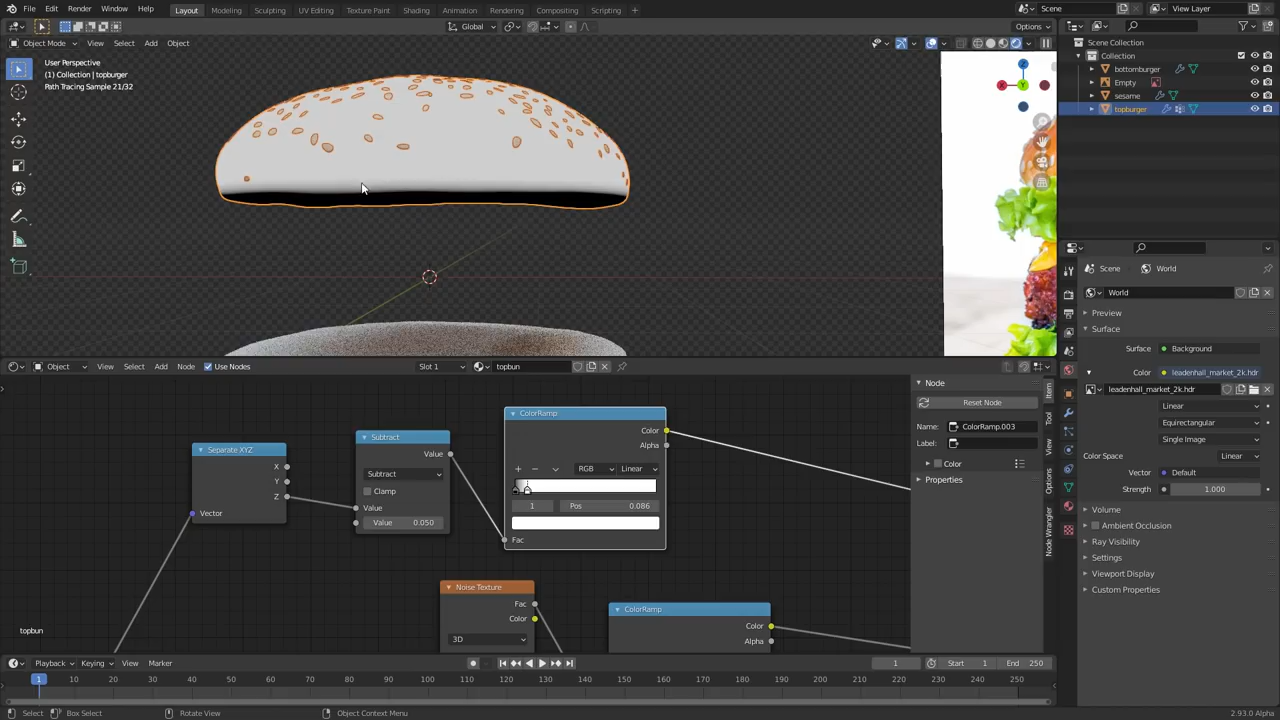 File Edit Render Window Help
Layout Modeling Sculpting UV Editing Texture Paint Shading Animation Rendering Compositing Scripting +
Scene View Layer
Global Options
Object Mode View Select Add Object
User Perspective
(1) Collection | topburger
Path Tracing Sample 21/32
Z
X
Y
Scene Collection
Collection
bottomburger
Empty
sesame
topburger
Scene World
World
Preview
Surface
Surface Background
Color leadenhall_market_2k.hdr
leadenhall_market_2k.hdr
Linear
Equirectangular
Single Image
Color Space Linear
Vector Default
Strength 1.000
Volume
Ambient Occlusion
Ray Visibility
Settings
Viewport Display
Custom Properties
Object View Select Add Node Use Nodes Slot 1 topbun
Separate XYZ
X
Y
Z
Vector
Subtract
Value
Subtract
Clamp
Value
Value 0.050
ColorRamp
Color
Alpha
RGB Linear
1 Pos 0.086
Fac
Noise Texture
Fac
Color
3D
ColorRamp
Color
Alpha
topbun
Node
Reset Node
Name: ColorRamp.003
Label:
Color
Properties
Item
Tool
View
Options
Node Wrangler
Playback Keying View Marker 1 Start 1 End 250
1 10 20 30 40 50 60 70 80 90 100 110 120 130 140 150 160 170 180 190 200 210 220 230 240 250
Select Box Select Rotate View Object Context Menu 2.93.0 Alpha